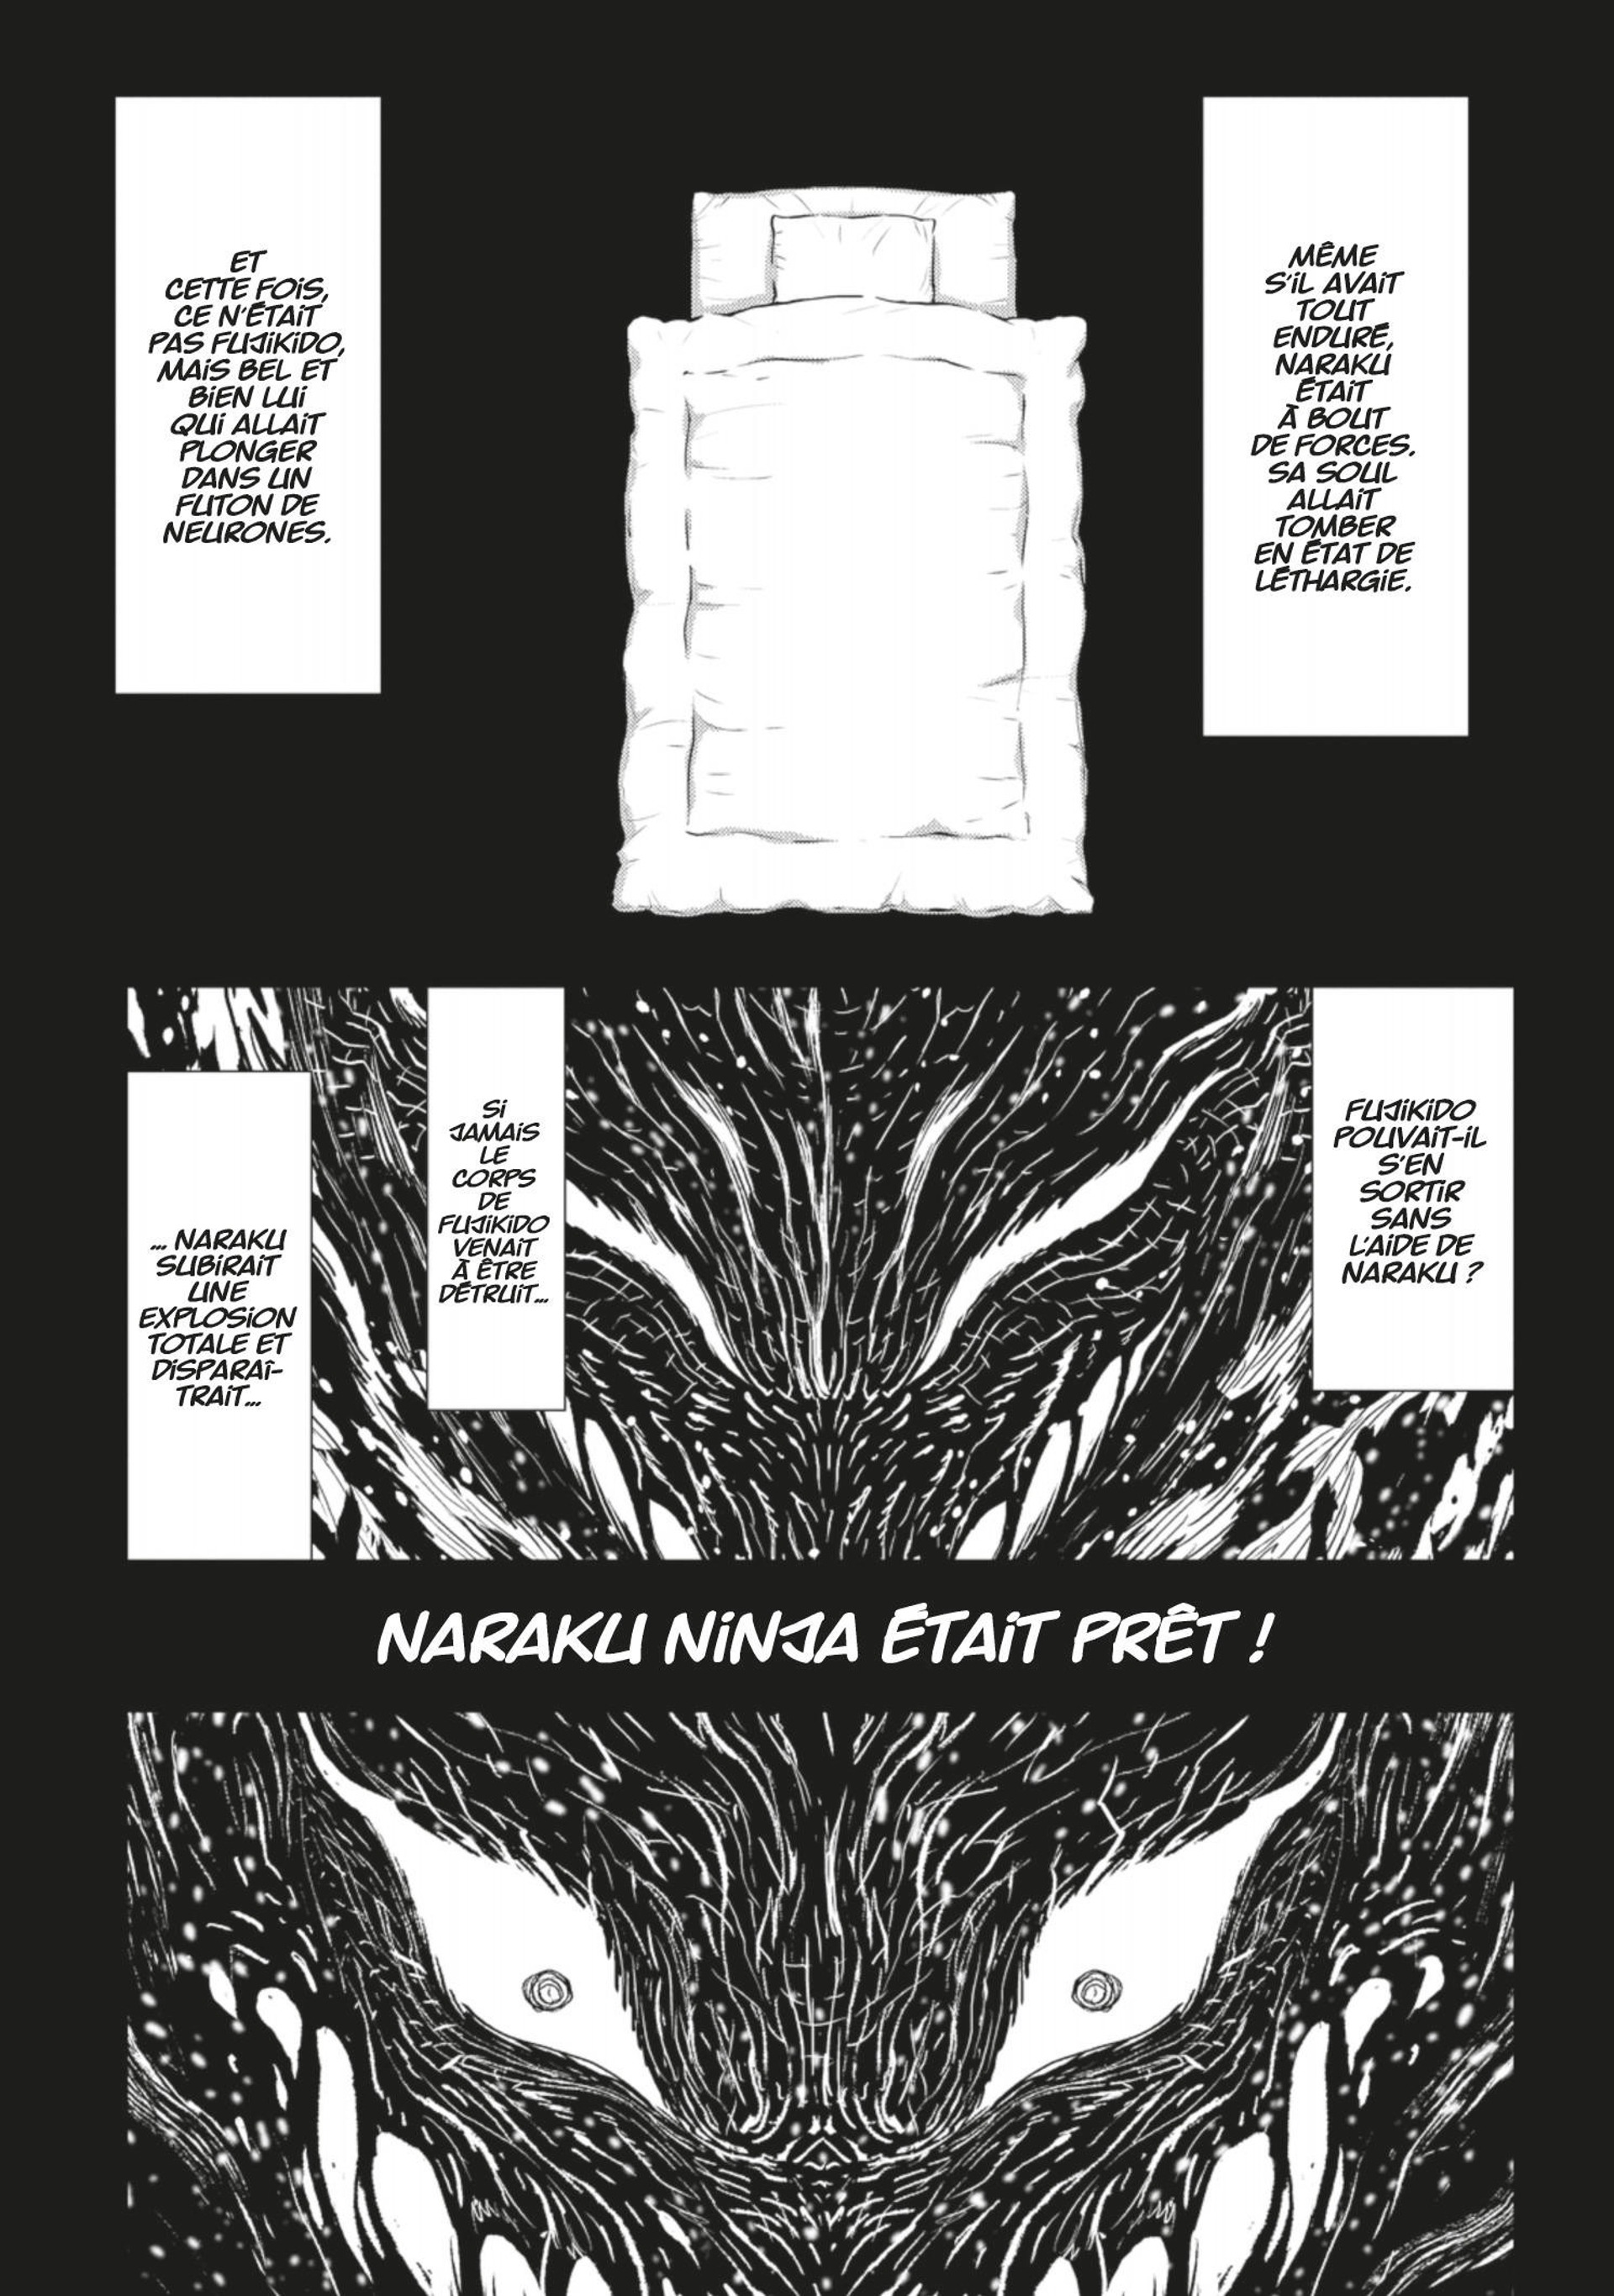 MÊME
S'IL AVAIT
TOUT
ENDURÉ,
NARAKU
ÉTAIT
À BOUT
DE FORCES.
SA SOUL
ALLAIT
TOMBER
EN ÉTAT DE
LÉTHARGIE.
ET
CETTE FOIS,
CE N'ÉTAIT
PAS FUJIKIDO,
MAIS BEL ET
BIEN LUI
QUI ALLAIT
PLONGER
DANS UN
FUTON DE
NEURONES.
FUJIKIDO
POUVAIT-IL
S'EN
SORTIR
SANS
L'AIDE DE
NARAKU ?
SI
JAMAIS
LE
CORPS
DE
FUJIKIDO
VENAIT
À ÊTRE
DÉTRUIT...
... NARAKU
SUBIRAIT
UNE
EXPLOSION
TOTALE ET
DISPARAÎ-
TRAIT...
NARAKU NINJA ÉTAIT PRÊT !